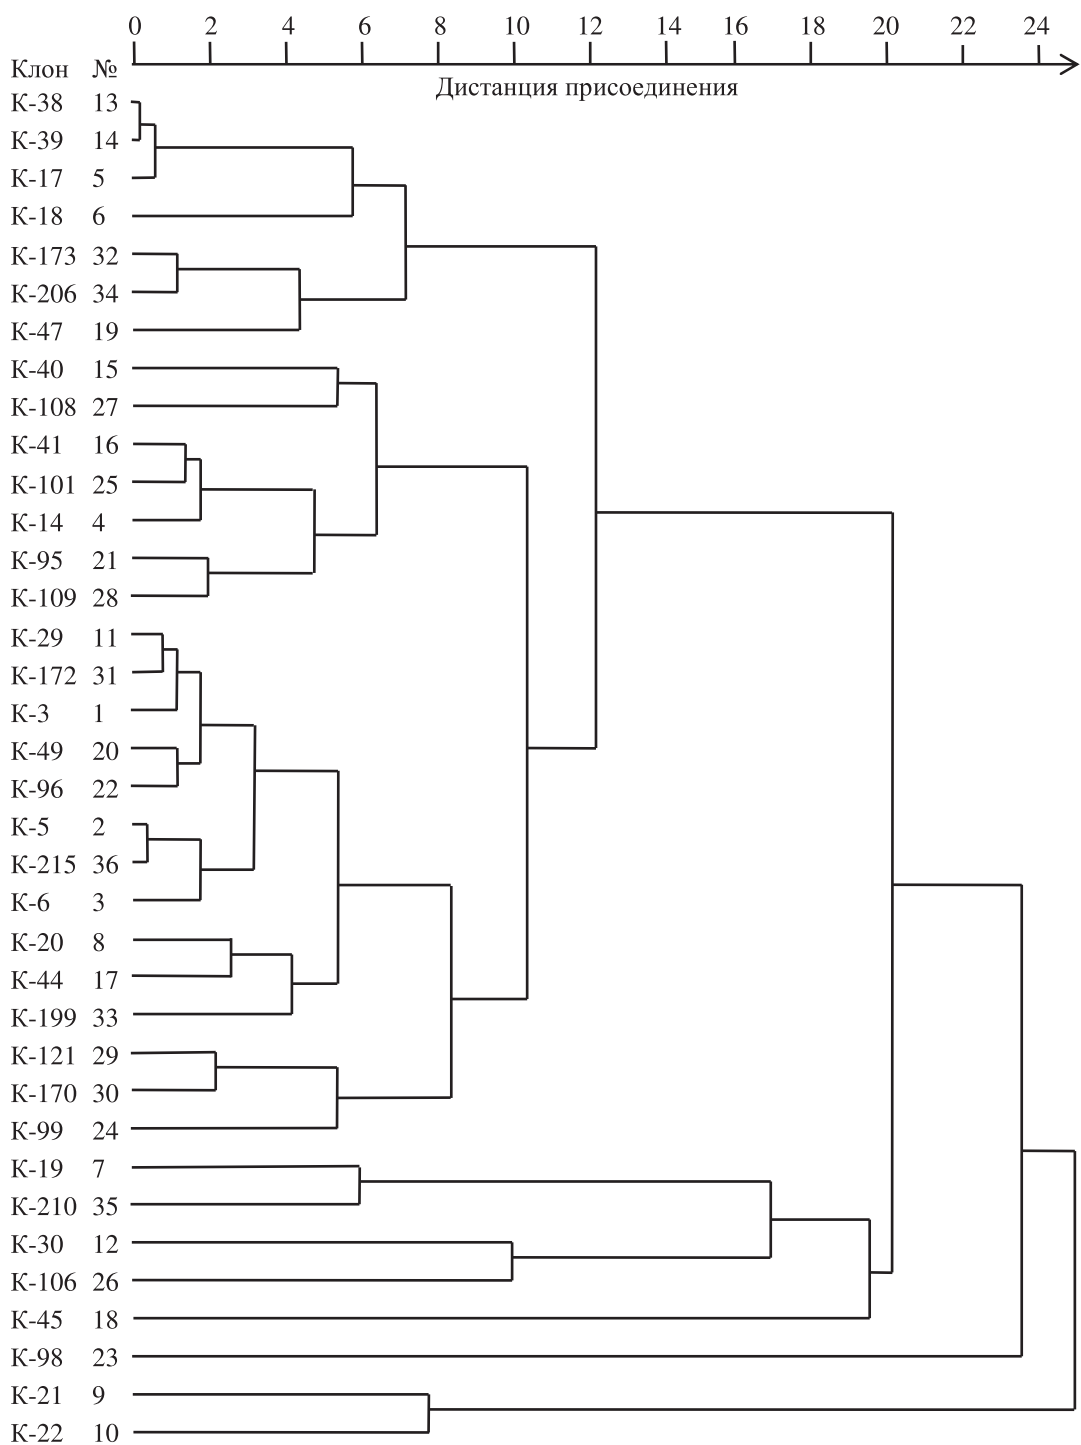 0 2 4 6 8 10 12 14 16 18 20 22 24
Клон №
Дистанция присоединения
К-38 13
К-39 14
К-17 5
К-18 6
К-173 32
К-206 34
К-47 19
К-40 15
К-108 27
К-41 16
К-101 25
К-14 4
К-95 21
К-109 28
К-29 11
К-172 31
К-3 1
К-49 20
К-96 22
К-5 2
К-215 36
К-6 3
К-20 8
К-44 17
К-199 33
К-121 29
К-170 30
К-99 24
К-19 7
К-210 35
К-30 12
К-106 26
К-45 18
К-98 23
К-21 9
К-22 10